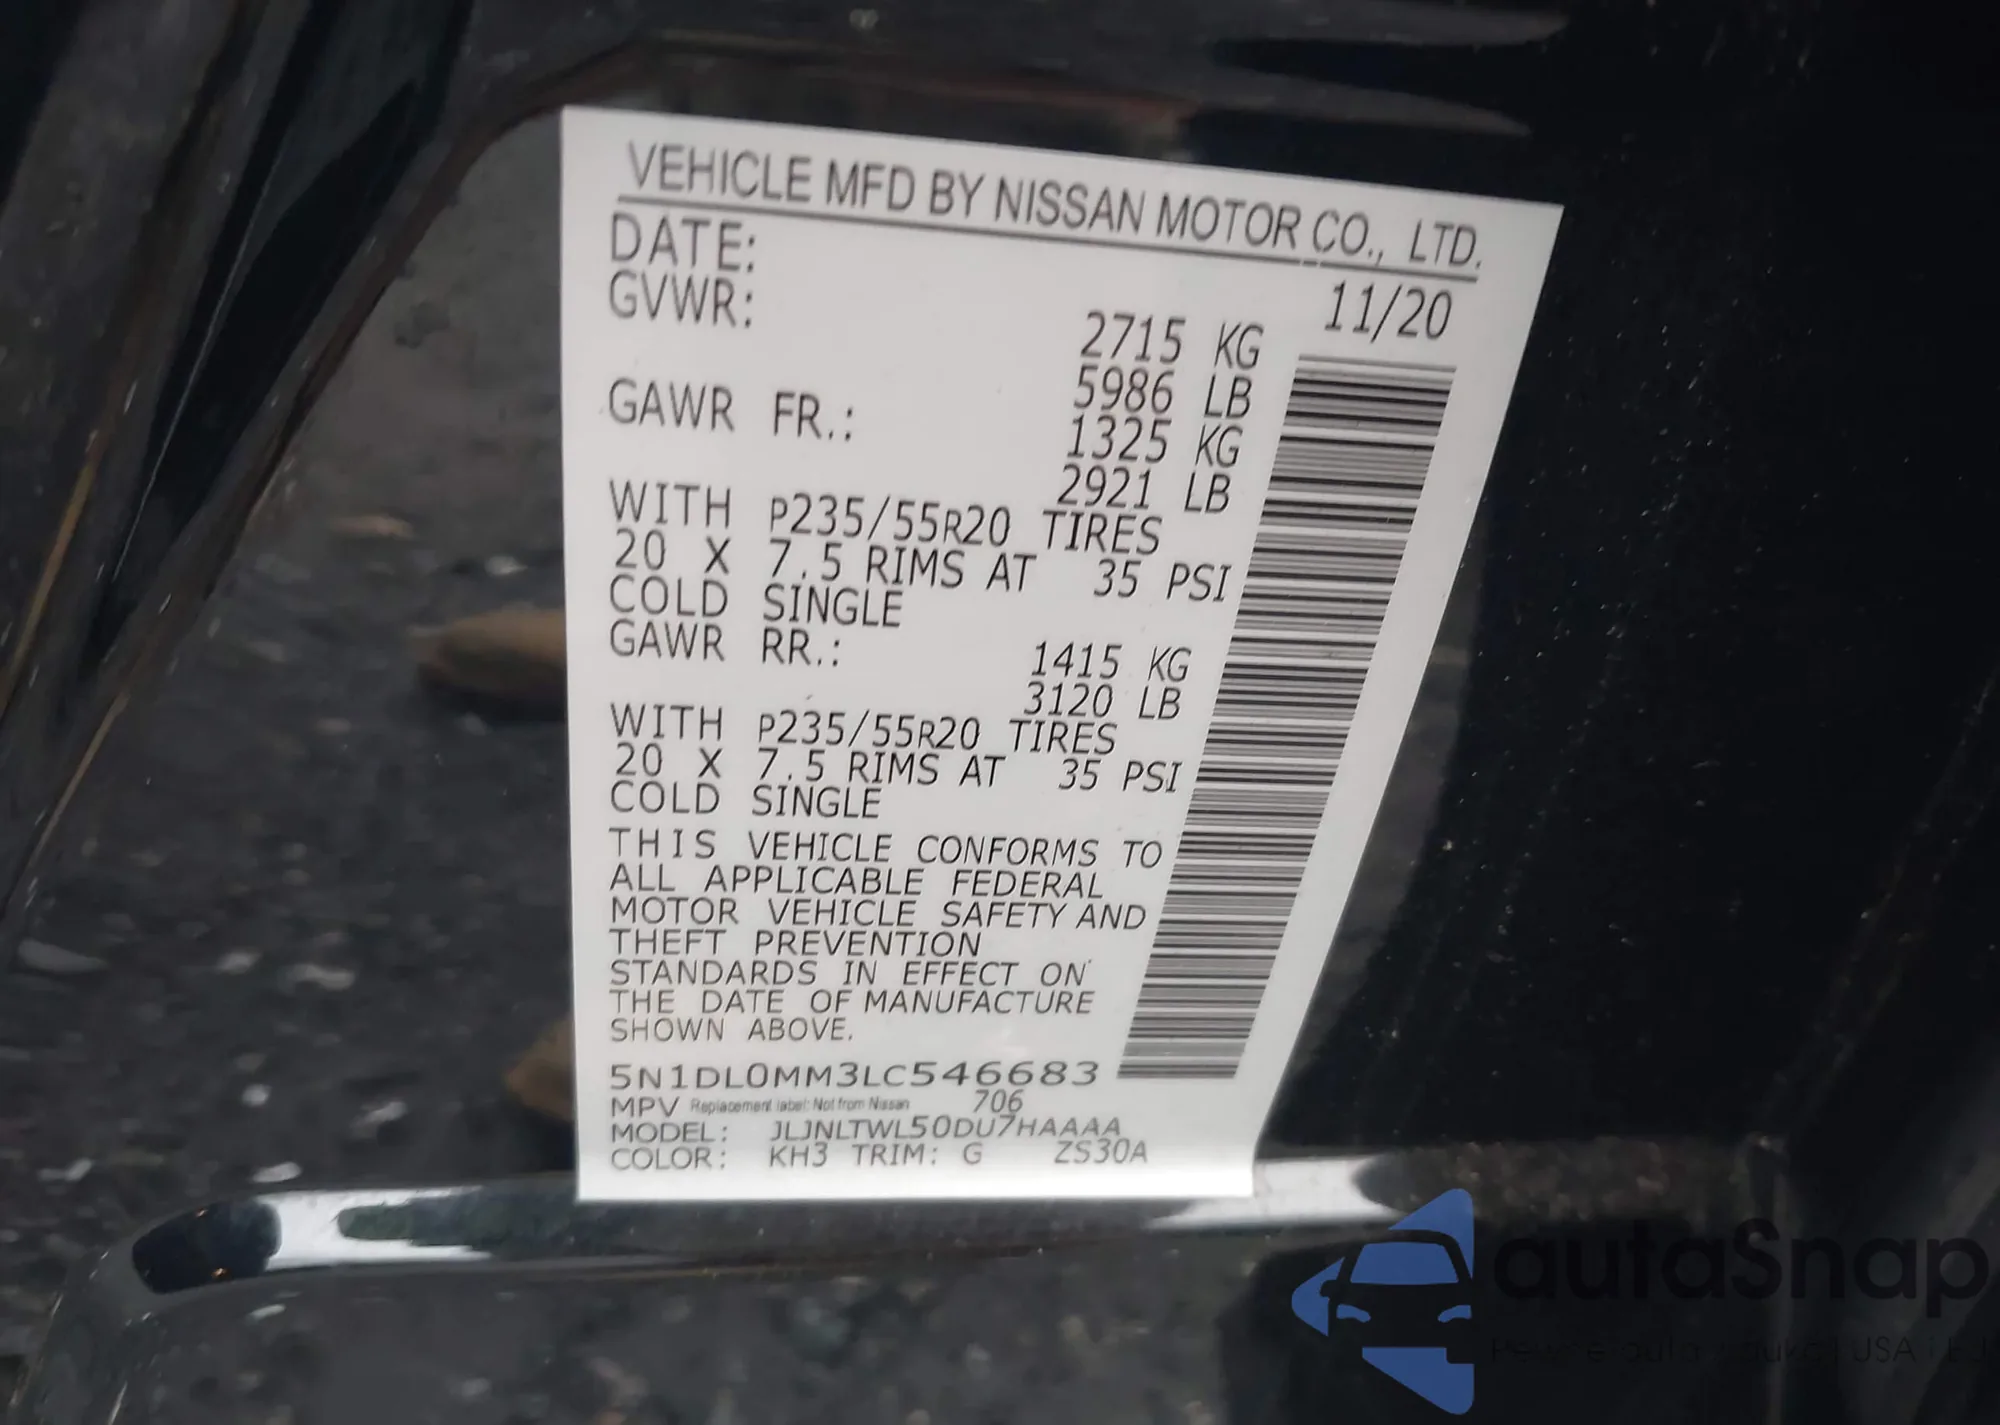 VEHICLE MFD BY NISSAN MOTOR CO., LTD.
DATE: 11/20
GVWR: 2715 KG
5986 LB
GAWR FR.: 1325 KG
2921 LB
WITH P235/55R20 TIRES
20 X 7.5 RIMS AT 35 PSI
COLD SINGLE
GAWR RR.: 1415 KG
3120 LB
WITH P235/55R20 TIRES
20 X 7.5 RIMS AT 35 PSI
COLD SINGLE
THIS VEHICLE CONFORMS TO
ALL APPLICABLE FEDERAL
MOTOR VEHICLE SAFETY AND
THEFT PREVENTION
STANDARDS IN EFFECT ON
THE DATE OF MANUFACTURE
SHOWN ABOVE.
5N1DL0MM3LC546683
MPV Replacement label: Not from Nissan 706
MODEL: JLJNLTWL50DU7HAAAA
COLOR: KH3 TRIM: G ZS30A
autaSnap
USA i EU